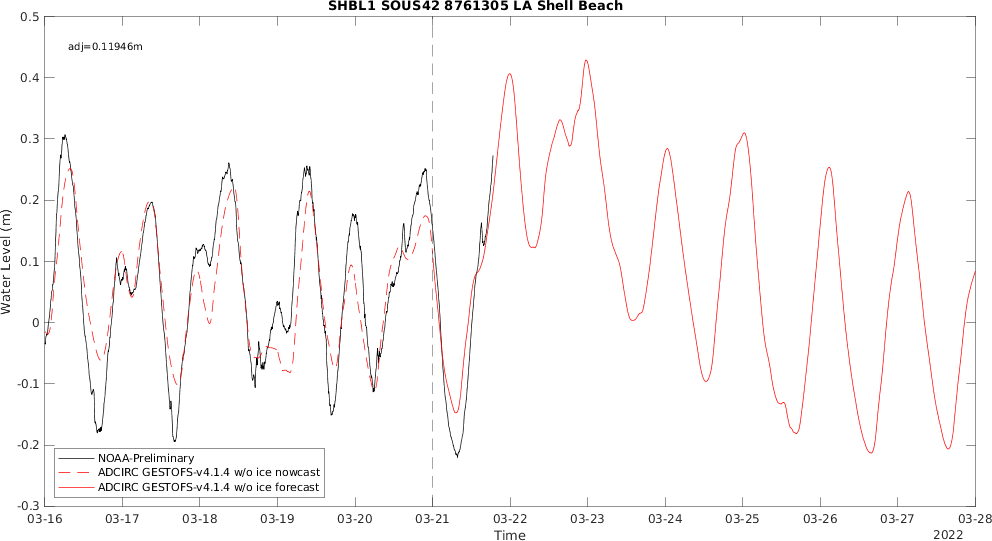 SHBL1 SOUS42 8761305 LA Shell Beach
adj=0.11946m
0.5
0.4
0.3
0.2
0.1
0
-0.1
-0.2
-0.3
Water Level (m)
NOAA-Preliminary
ADCIRC GESTOFS-v4.1.4 w/o ice nowcast
ADCIRC GESTOFS-v4.1.4 w/o ice forecast
03-16 03-17 03-18 03-19 03-20 03-21 03-22 03-23 03-24 03-25 03-26 03-27 03-28
Time
2022